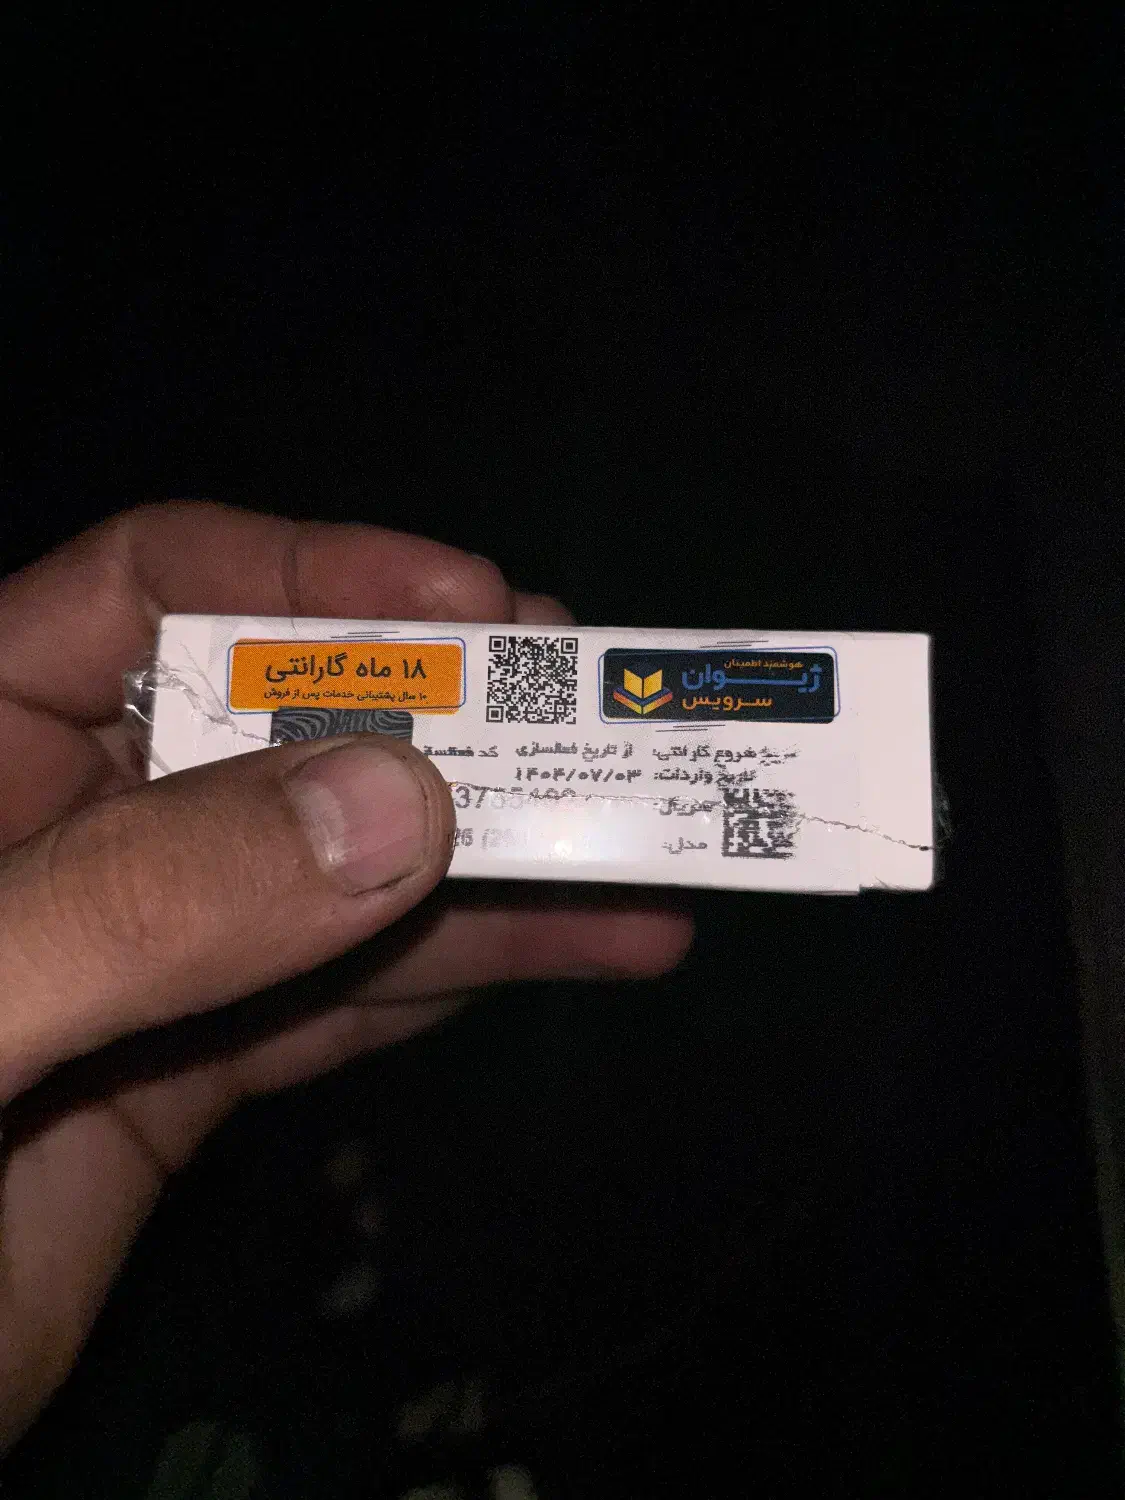 ۱۸ ماه گارانتی
۱۰ سال پشتیبانی خدمات پس از فروش
هوشمند اطمینان
ژیوان
سرویس
شروع گارانتی: از تاریخ فعالسازی
کد
تاریخ واردات: ۱۴۰۴/۰۷/۰۳
سریال:
مدل: